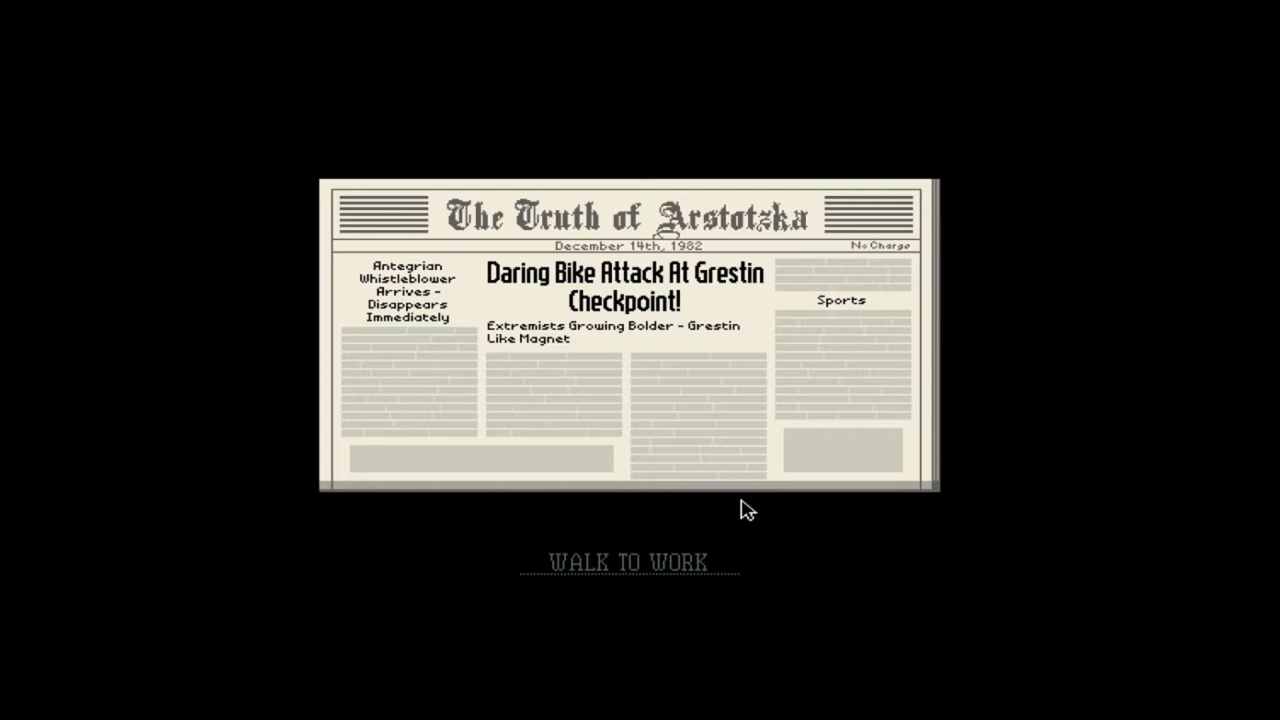 The Truth of Arstotzka
December 14th, 1982
No Charge
Antegrian
Whistleblower
Arrives -
Disappears
Immediately
Daring Bike Attack At Grestin
Checkpoint!
Extremists Growing Bolder - Grestin
Like Magnet
Sports
WALK TO WORK